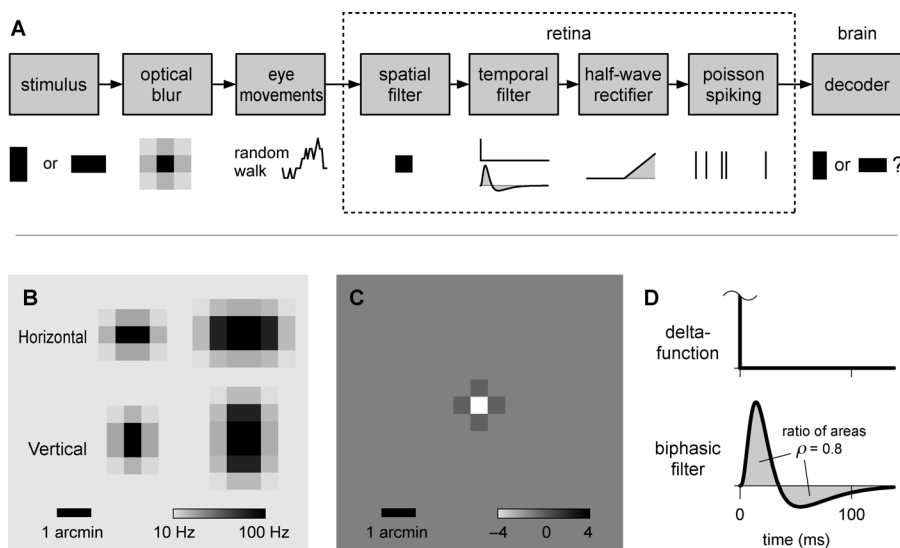 A
retina
brain
stimulus
optical
blur
eye
movements
spatial
filter
temporal
filter
half-wave
rectifier
poisson
spiking
decoder
or
random
walk
or
?
B
Horizontal
Vertical
1 arcmin
10 Hz
100 Hz
C
1 arcmin
–4
0
4
D
delta-
function
0
100
biphasic
filter
ratio of areas
ρ = 0.8
0
100
time (ms)